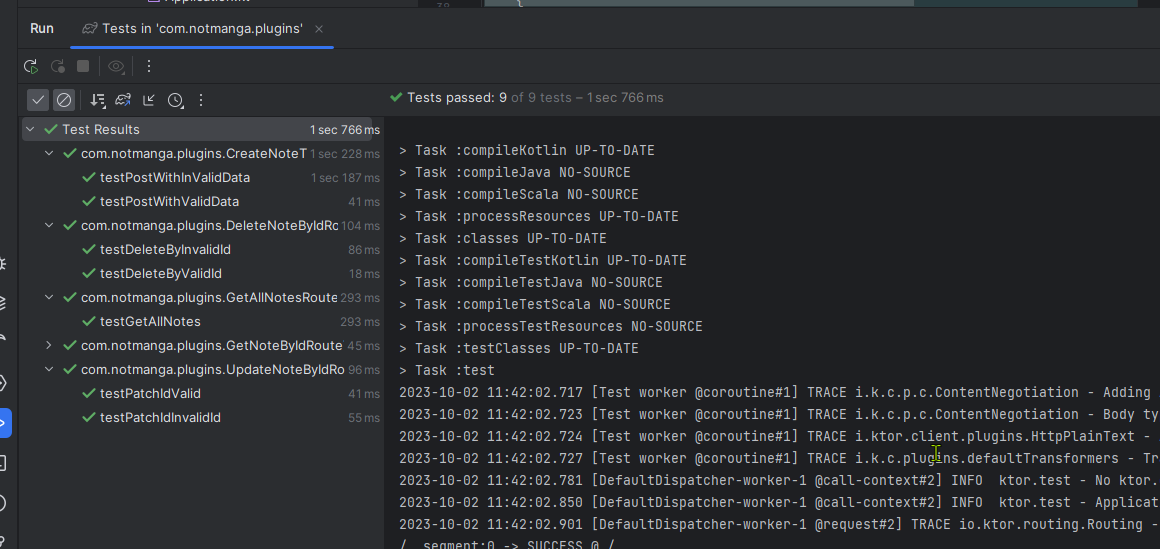 Run
Tests in 'com.notmanga.plugins'
Tests passed: 9 of 9 tests – 1 sec 766 ms
Test Results 1 sec 766 ms
com.notmanga.plugins.CreateNoteT 1 sec 228 ms
testPostWithInValidData 1 sec 187 ms
testPostWithValidData 41 ms
com.notmanga.plugins.DeleteNoteByIdRo 104 ms
testDeleteByInvalidId 86 ms
testDeleteByValidId 18 ms
com.notmanga.plugins.GetAllNotesRoute 293 ms
testGetAllNotes 293 ms
com.notmanga.plugins.GetNoteByIdRoute 45 ms
com.notmanga.plugins.UpdateNoteByIdRo 96 ms
testPatchIdValid 41 ms
testPatchIdInvalidId 55 ms
> Task :compileKotlin UP-TO-DATE
> Task :compileJava NO-SOURCE
> Task :compileScala NO-SOURCE
> Task :processResources UP-TO-DATE
> Task :classes UP-TO-DATE
> Task :compileTestKotlin UP-TO-DATE
> Task :compileTestJava NO-SOURCE
> Task :compileTestScala NO-SOURCE
> Task :processTestResources NO-SOURCE
> Task :testClasses UP-TO-DATE
> Task :test
2023-10-02 11:42:02.717 [Test worker @coroutine#1] TRACE i.k.c.p.c.ContentNegotiation - Adding
2023-10-02 11:42:02.723 [Test worker @coroutine#1] TRACE i.k.c.p.c.ContentNegotiation - Body ty
2023-10-02 11:42:02.724 [Test worker @coroutine#1] TRACE i.ktor.client.plugins.HttpPlainText -
2023-10-02 11:42:02.727 [Test worker @coroutine#1] TRACE i.k.c.plugins.defaultTransformers - Tr
2023-10-02 11:42:02.781 [DefaultDispatcher-worker-1 @call-context#2] INFO  ktor.test - No ktor.
2023-10-02 11:42:02.850 [DefaultDispatcher-worker-1 @call-context#2] INFO  ktor.test - Applicat
2023-10-02 11:42:02.901 [DefaultDispatcher-worker-1 @request#2] TRACE io.ktor.routing.Routing -
/, segment:0 -> SUCCESS @ /